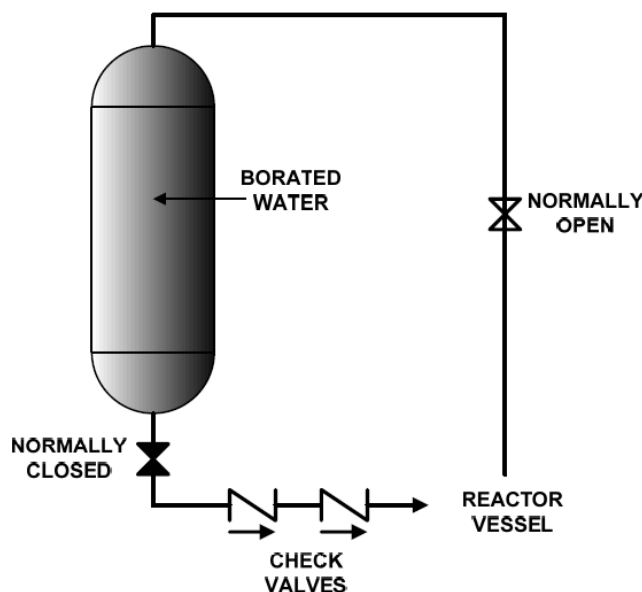 BORATED
WATER
NORMALLY
OPEN
NORMALLY
CLOSED
REACTOR
VESSEL
CHECK
VALVES